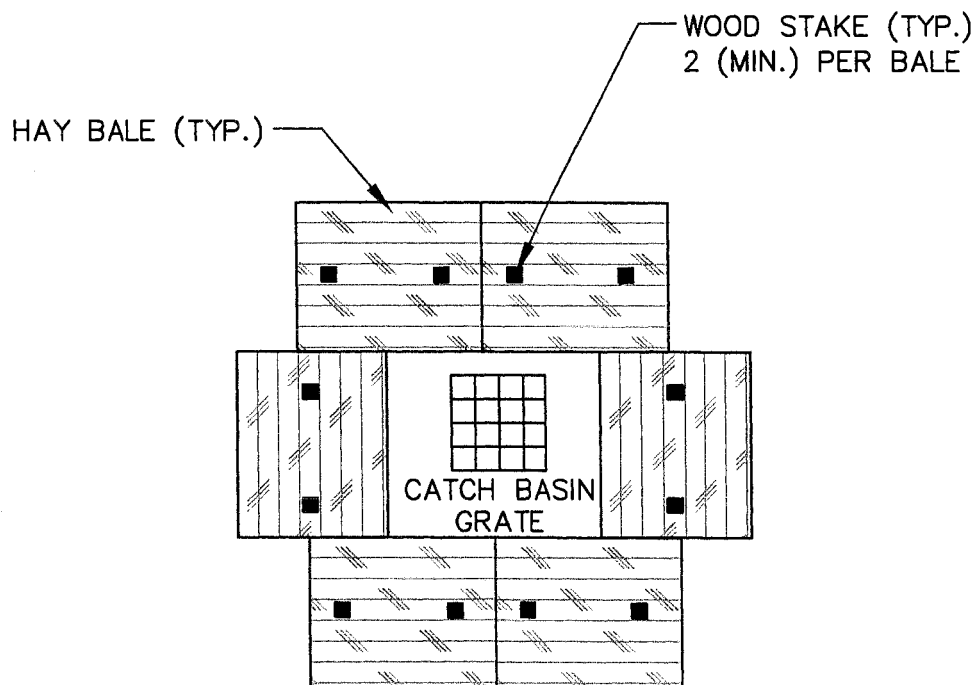 WOOD STAKE (TYP.)
2 (MIN.) PER BALE
HAY BALE (TYP.)
CATCH BASIN
GRATE